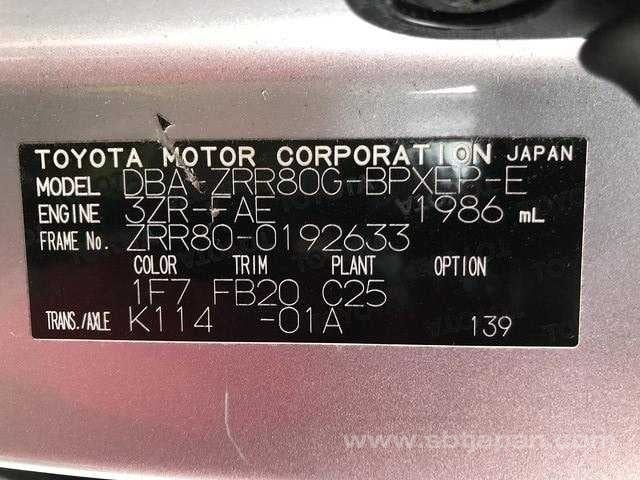 TOYOTA MOTOR CORPORATION JAPAN
MODEL DBA-ZRR80G-BPXEP-E
ENGINE 3ZR-FAE 1986 mL
FRAME No. ZRR80-0192633
COLOR TRIM PLANT OPTION
1F7 FB20 C25
TRANS./AXLE K114 -01A 139
www.sbtjapan.com